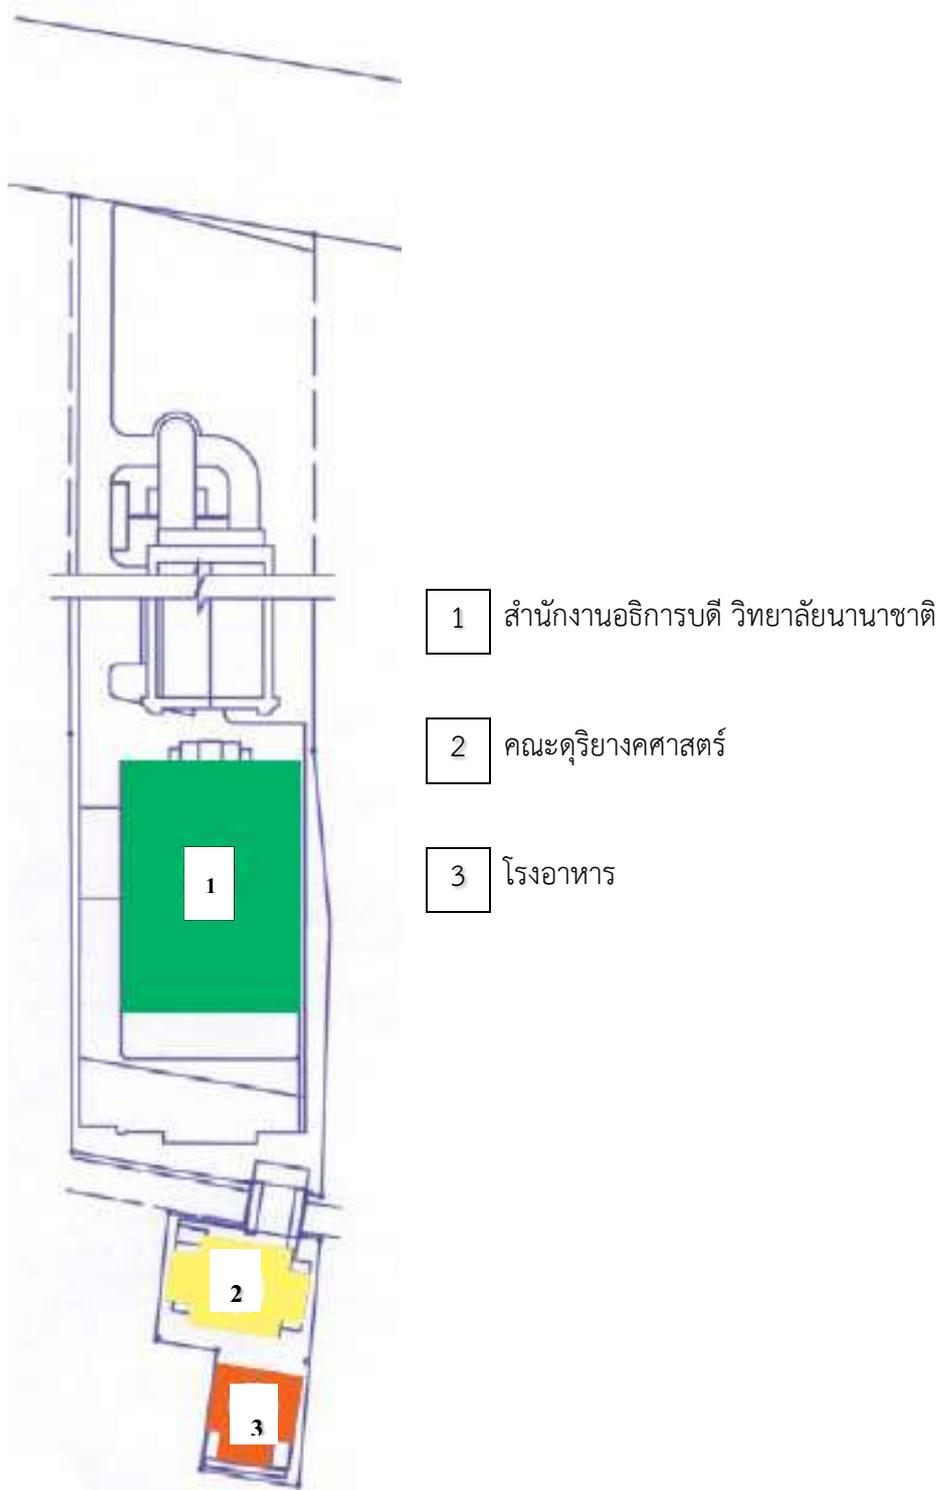 1 สำนักงานอธิการบดี วิทยาลัยนานาชาติ
2 คณะดุริยางคศาสตร์
3 โรงอาหาร
1
2
3